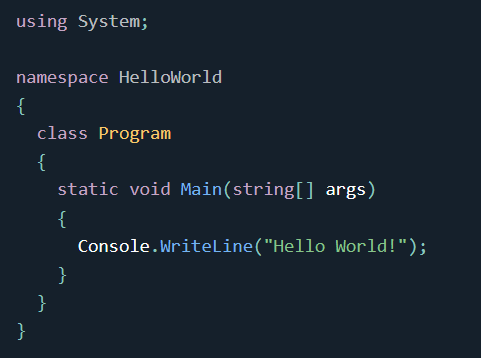 using System;

namespace HelloWorld
{
  class Program
  {
    static void Main(string[] args)
    {
      Console.WriteLine("Hello World!");
    }
  }
}